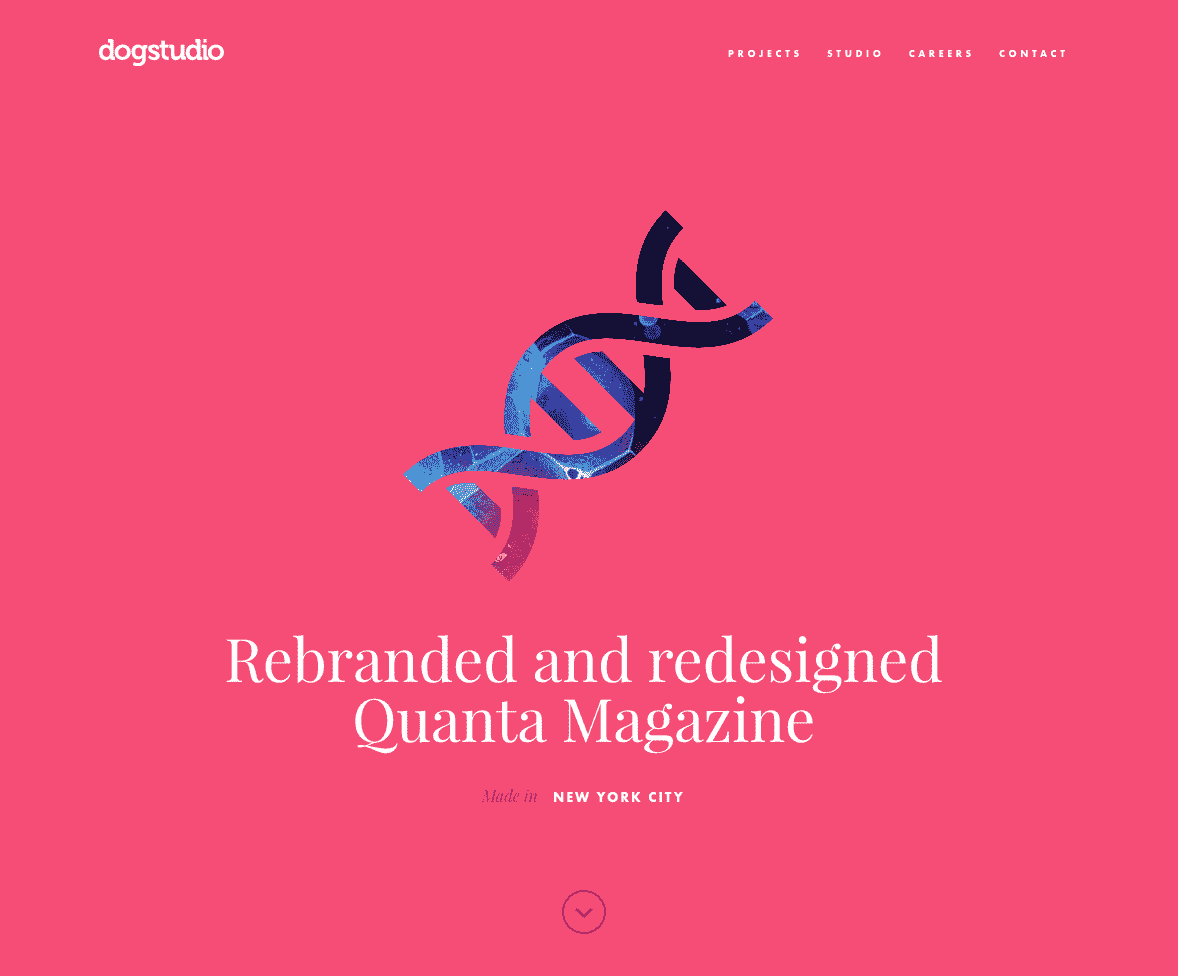 dogstudio
PROJECTS STUDIO CAREERS CONTACT
Rebranded and redesigned
Quanta Magazine
Made in NEW YORK CITY